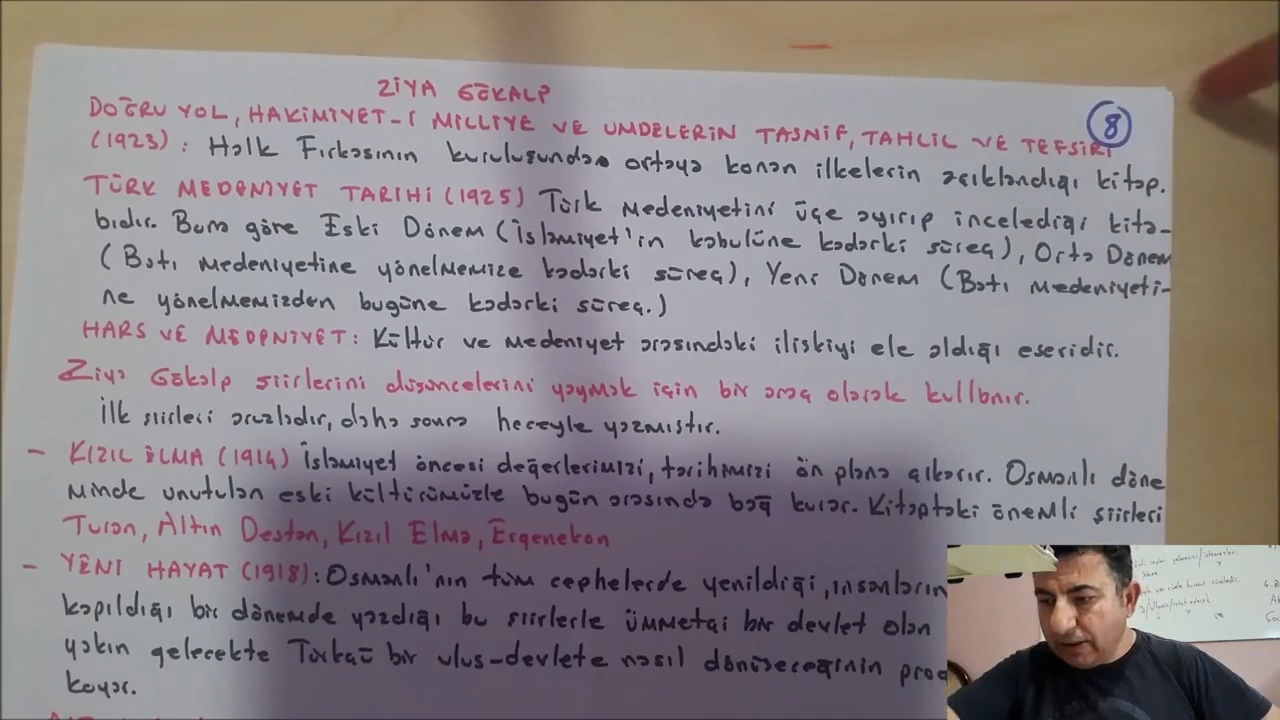 ZİYA GÖKALP
8
DOĞRU YOL, HAKİMİYET-İ MİLLİYE VE UMDELERİN TASNİF, TAHLİL VE TEFSİRİ
(1923) : Halk Fırkasının kuruluşunda ortaya konan ilkelerin açıklandığı kitap.
TÜRK MEDENİYET TARİHİ (1925) Türk medeniyetini üçe ayırıp incelediği kita-
bıdır. Buna göre Eski Dönem (İslamiyet'in kabulüne kadarki süreç), Orta Dönem
(Batı medeniyetine yönelmemize kadarki süreç), Yeni Dönem (Batı medeniyeti-
ne yönelmemizden bugüne kadarki süreç.)
HARS VE MEDENİYET: Kültür ve medeniyet arasındaki ilişkiyi ele aldığı eseridir.
Ziya Gökalp şiirlerini düşüncelerini yaymak için bir araç olarak kullanır.
İlk şiirleri aruzladır, daha sonra heceyle yazmıştır.
- KIZIL ELMA (1914) İslamiyet öncesi değerlerimizi, tarihimizi ön plana çıkarır. Osmanlı döne
minde unutulan eski kültürümüzle bugün arasında bağ kurar. Kitaptaki önemli şiirleri
Turan, Altın Destan, Kızıl Elma, Ergenekon
- YENİ HAYAT (1918) : Osmanlı'nın tüm cephelerde yenildiği, insanların
kapıldığı bir dönemde yazdığı bu şiirlerle ümmetçi bir devlet olan
yakın gelecekte Türkçü bir ulus-devlete nasıl dönüşeceğinin prog
koyar.